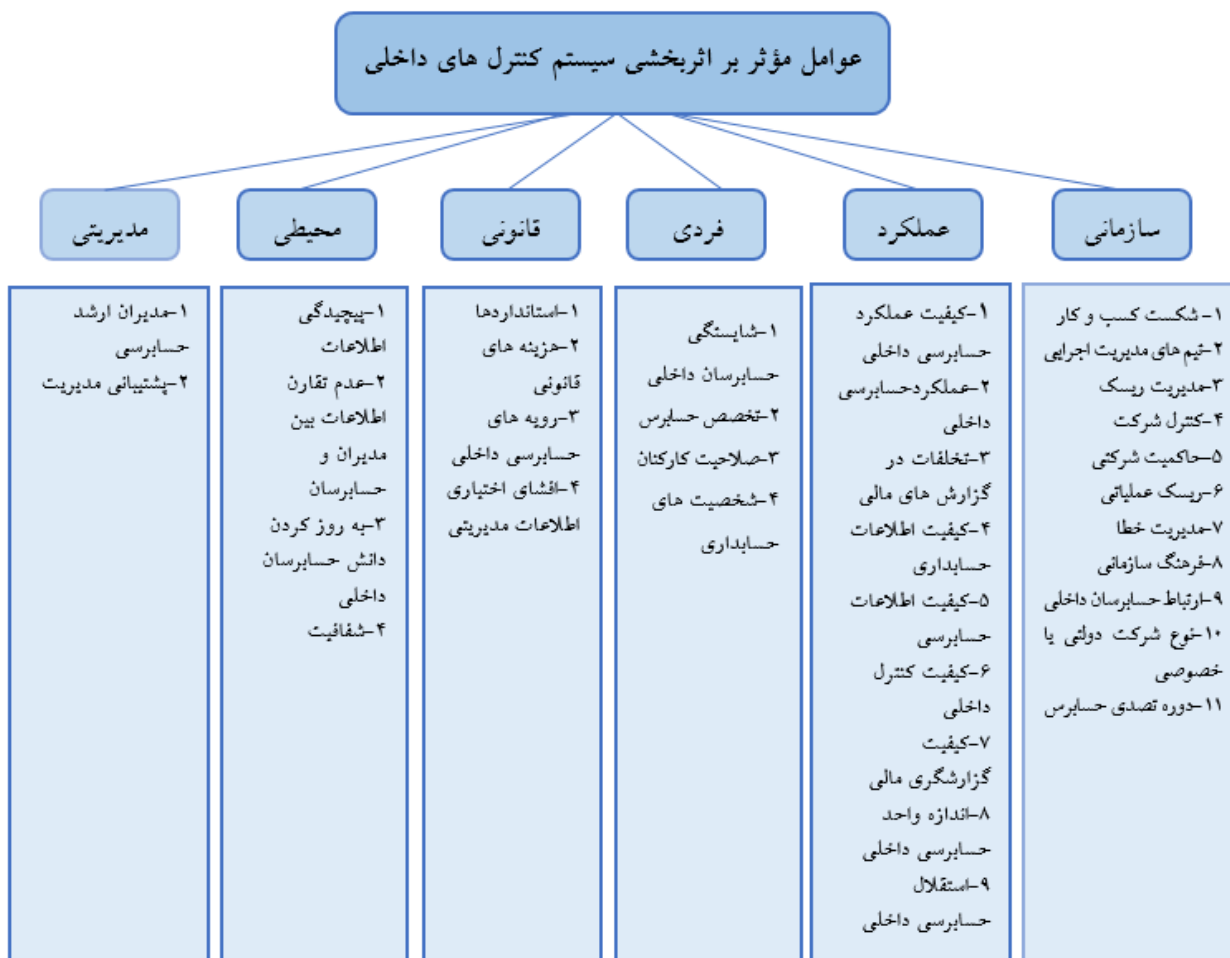 عوامل مؤثر بر اثربخشی سیستم کنترل های داخلی
سازمانی
۱- شکست کسب و کار
۲-تیم های مدیریت اجرایی
۳-مدیریت ریسک
۴-کنترل شرکت
۵-حاکمیت شرکتی
۶-ریسک عملیاتی
۷-مدیریت خطا
۸-فرهنگ سازمانی
۹-ارتباط حسابرسان داخلی
۱۰-نوع شرکت دولتی یا
خصوصی
۱۱-دوره تصدی حسابرس
عملکرد
۱-کیفیت عملکرد
حسابرسی داخلی
۲-عملکردحسابرسی
داخلی
۳-تخلفات در
گزارش های مالی
۴-کیفیت اطلاعات
حسابداری
۵-کیفیت اطلاعات
حسابرسی
۶-کیفیت کنترل
داخلی
۷-کیفیت
گزارشگری مالی
۸-اندازه واحد
حسابرسی داخلی
۹-استقلال
حسابرسی داخلی
فردی
۱-شایستگی
حسابرسان داخلی
۲-تخصص حسابرس
۳-صلاحیت کارکنان
۴-شخصیت های
حسابداری
قانونی
۱-استانداردها
۲-هزینه های
قانونی
۳-رویه های
حسابرسی داخلی
۴-افشای اختیاری
اطلاعات مدیریتی
محیطی
۱-پیچیدگی
اطلاعات
۲-عدم تقارن
اطلاعات بین
مدیران و
حسابرسان
۳-به روز کردن
دانش حسابرسان
داخلی
۴-شفافیت
مدیریتی
۱-مدیران ارشد
حسابرسی
۲-پشتیبانی مدیریت